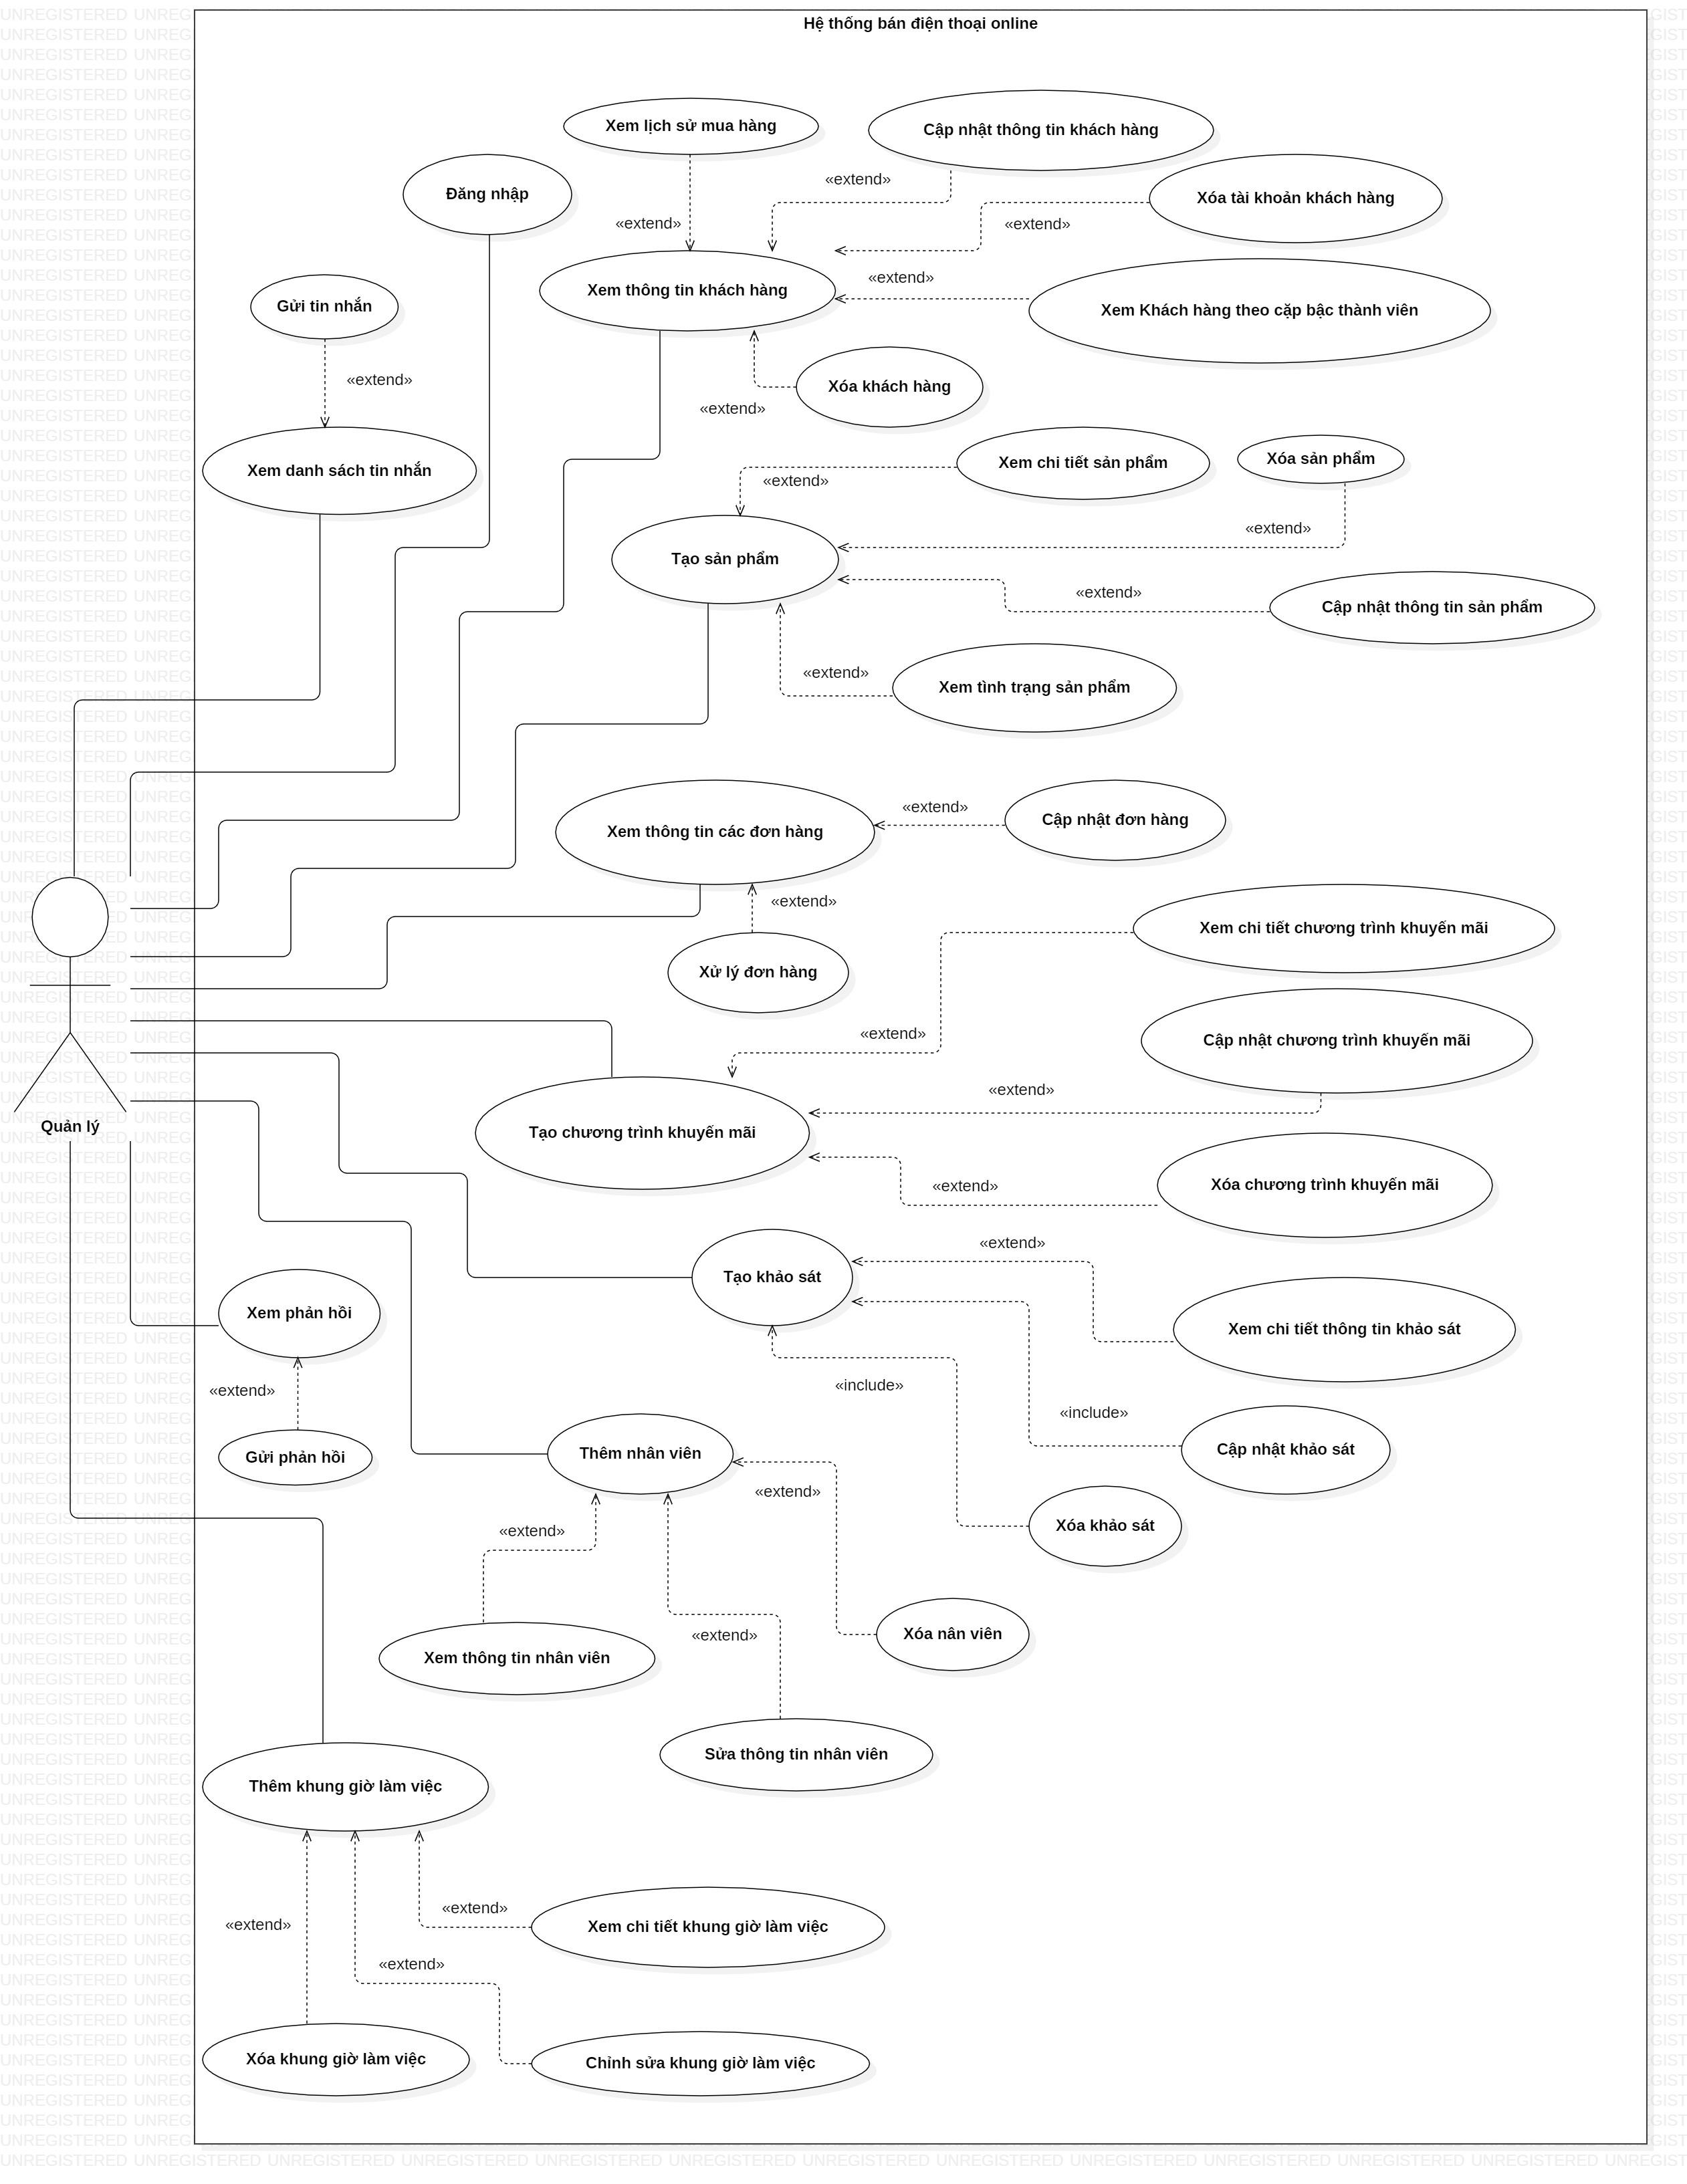 Hệ thống bán điện thoại online
Xem lịch sử mua hàng
Cập nhật thông tin khách hàng
Đăng nhập
«extend»
Xóa tài khoản khách hàng
«extend»
«extend»
Xem thông tin khách hàng
«extend»
Gửi tin nhắn
Xem Khách hàng theo cặp bậc thành viên
«extend»
Xóa khách hàng
«extend»
Xem danh sách tin nhắn
Xem chi tiết sản phẩm
Xóa sản phẩm
«extend»
«extend»
Tạo sản phẩm
«extend»
Cập nhật thông tin sản phẩm
«extend»
Xem tình trạng sản phẩm
Xem thông tin các đơn hàng
«extend»
Cập nhật đơn hàng
«extend»
Xử lý đơn hàng
Xem chi tiết chương trình khuyến mãi
«extend»
Cập nhật chương trình khuyến mãi
«extend»
Quản lý
Tạo chương trình khuyến mãi
«extend»
Xóa chương trình khuyến mãi
«extend»
Tạo khảo sát
Xem phản hồi
Xem chi tiết thông tin khảo sát
«extend»
«include»
«include»
Gửi phản hồi
Thêm nhân viên
Cập nhật khảo sát
«extend»
«extend»
Xóa khảo sát
«extend»
Xóa nân viên
Xem thông tin nhân viên
Sửa thông tin nhân viên
Thêm khung giờ làm việc
«extend»
«extend»
Xem chi tiết khung giờ làm việc
«extend»
Xóa khung giờ làm việc
Chỉnh sửa khung giờ làm việc
UNREGISTERED UNREGISTERED UNREGISTERED UNREGISTERED UNREGISTERED UNREGISTERED UNREGISTERED UNREGISTERED UNREGISTERED UNREGISTERED UNREGISTERED UNREGISTERED